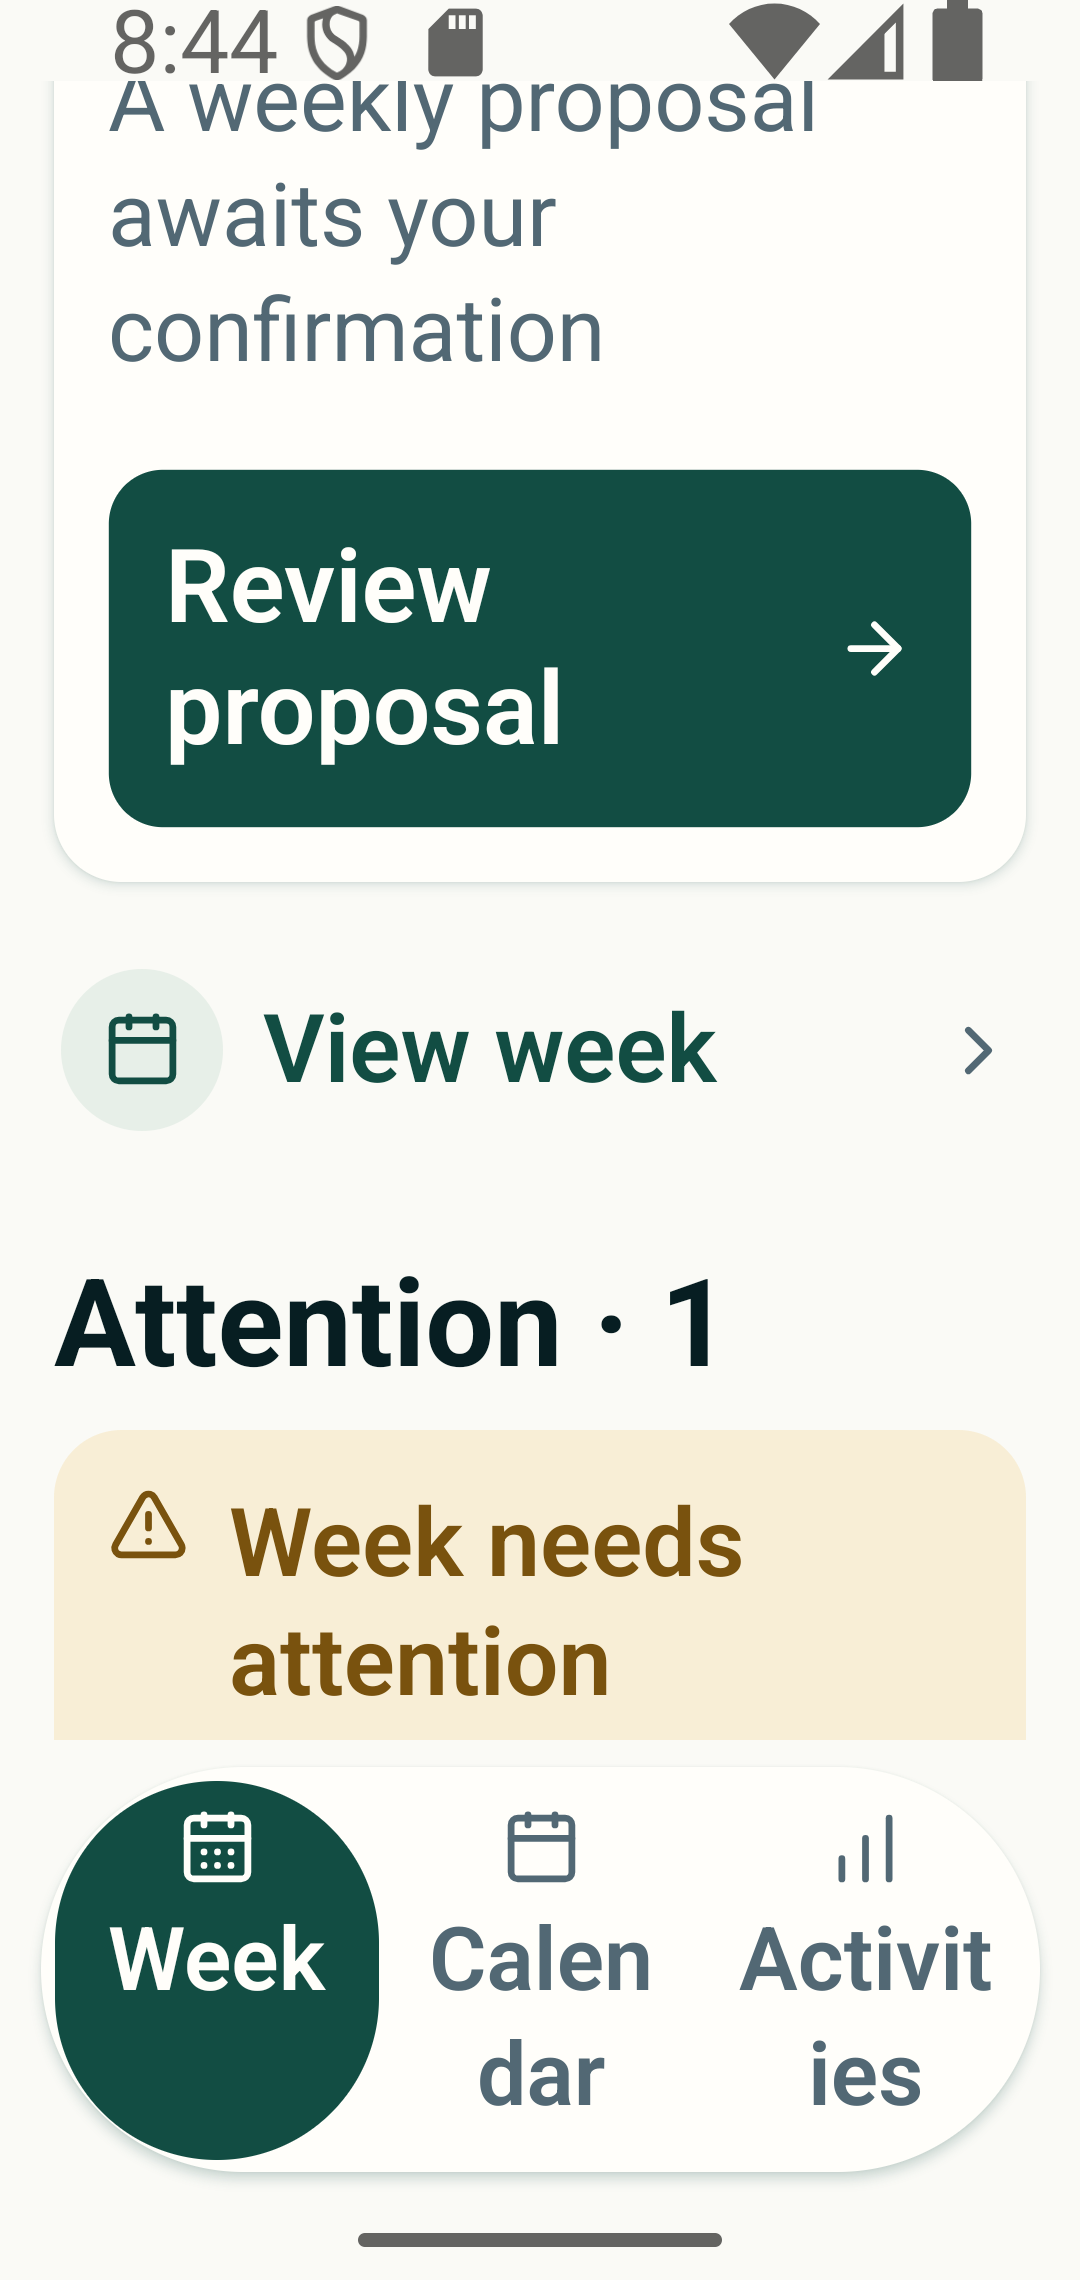 8:44
A weekly proposal
awaits your
confirmation
Review
proposal
View week
Attention · 1
Week needs
attention
Week
Calen
dar
Activit
ies